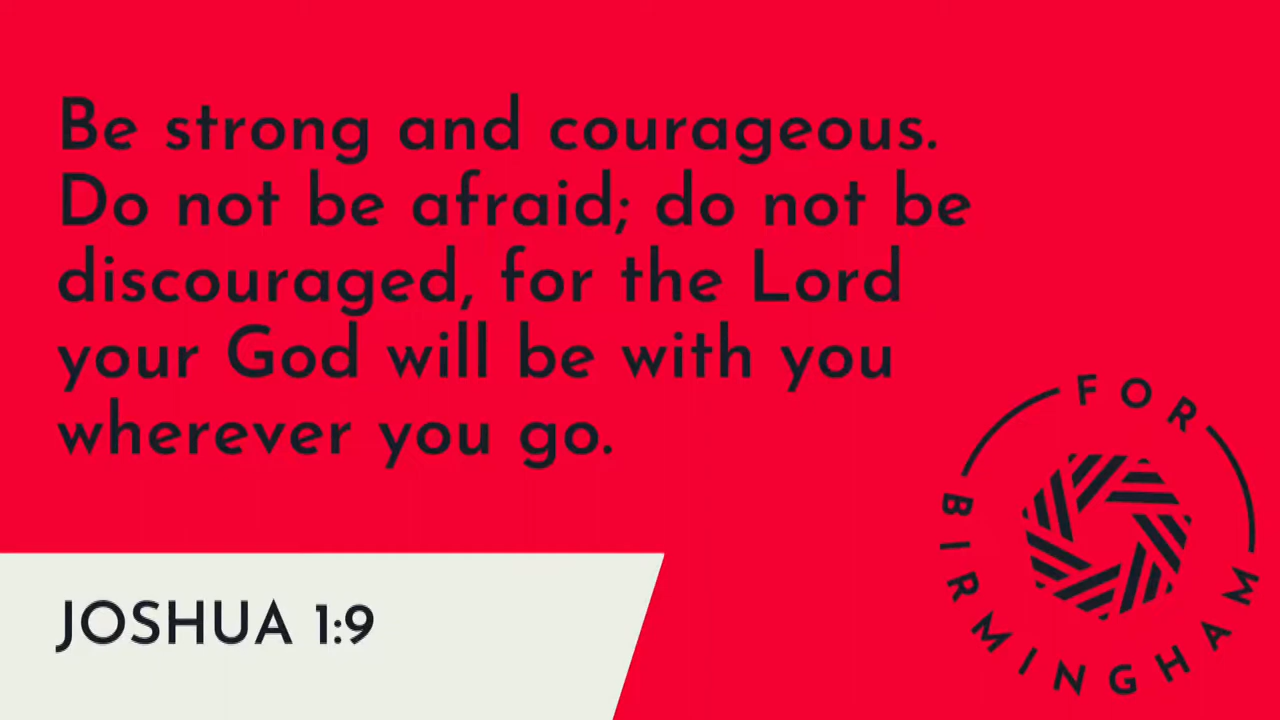 Be strong and courageous.
Do not be afraid; do not be
discouraged, for the Lord
your God will be with you
wherever you go.
JOSHUA 1:9
FOR
BIRMINGHAM